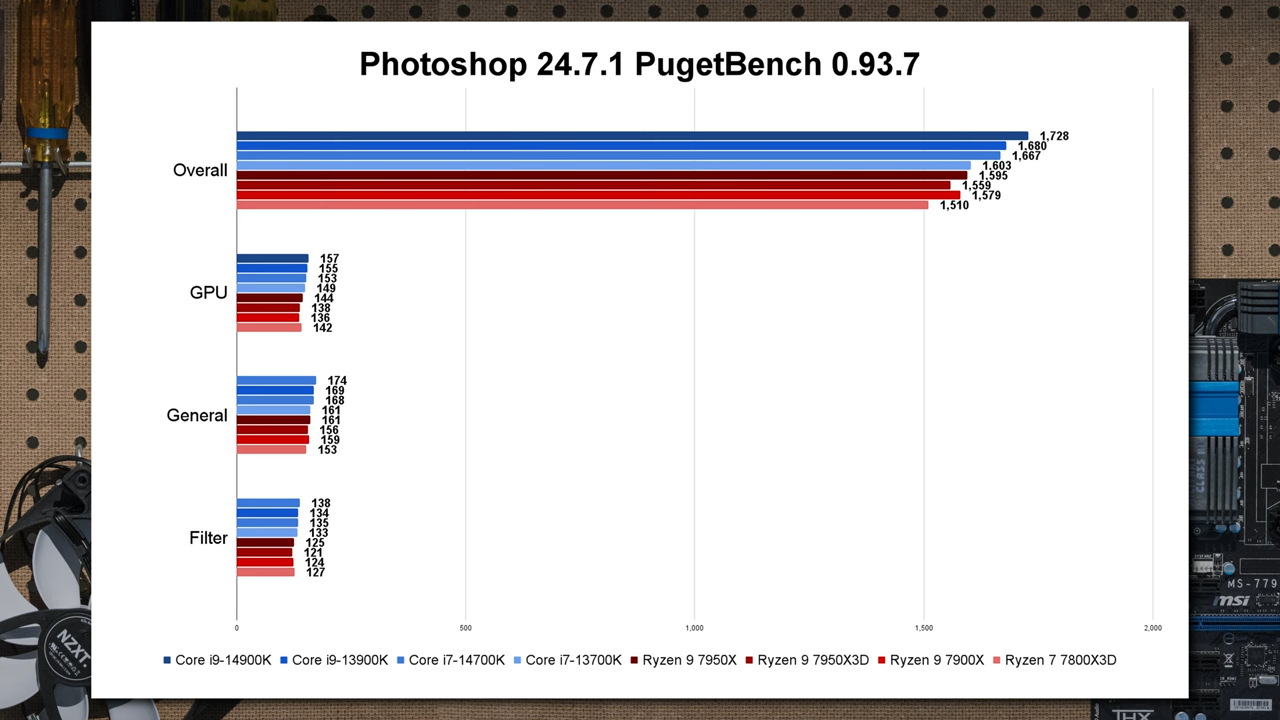 Photoshop 24.7.1 PugetBench 0.93.7
Overall
1,728
1,680
1,667
1,603
1,595
1,559
1,579
1,510
GPU
157
155
153
149
144
138
136
142
General
174
169
168
161
161
156
159
153
Filter
138
134
135
133
125
121
124
127
0 500 1,000 1,500 2,000
Core i9-14900K Core i9-13900K Core i7-14700K Core i7-13700K Ryzen 9 7950X Ryzen 9 7950X3D Ryzen 9 7900X Ryzen 7 7800X3D
NZXT
CLASS
MS-779
msi
THX